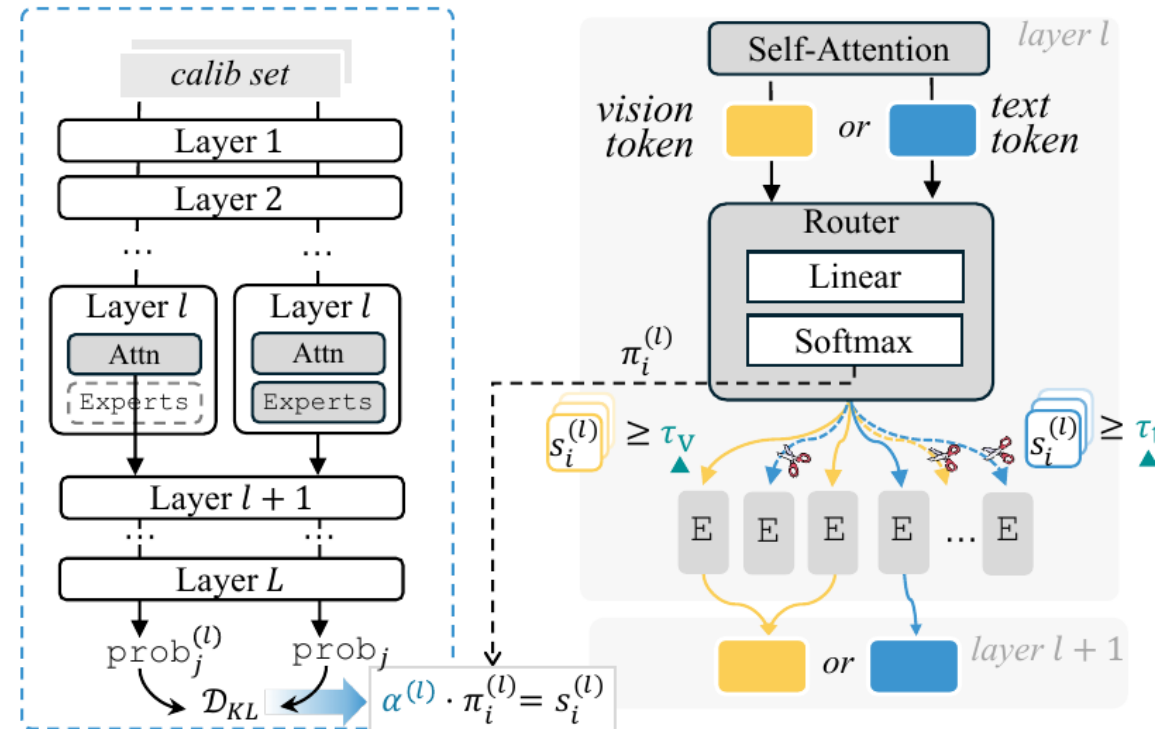 calib set
Layer 1
Layer 2
...
...
Layer l
Attn
Experts
Layer l
Attn
Experts
Layer l + 1
...
...
Layer L
prob_j^(l)
prob_j
𝒟_KL
α^(l) · π_i^(l) = s_i^(l)
layer l
Self-Attention
vision
token
or
text
token
Router
Linear
Softmax
π_i^(l)
s_i^(l) ≥ τ_v
s_i^(l) ≥ τ_t
E
E
E
E
...
E
or
layer l + 1